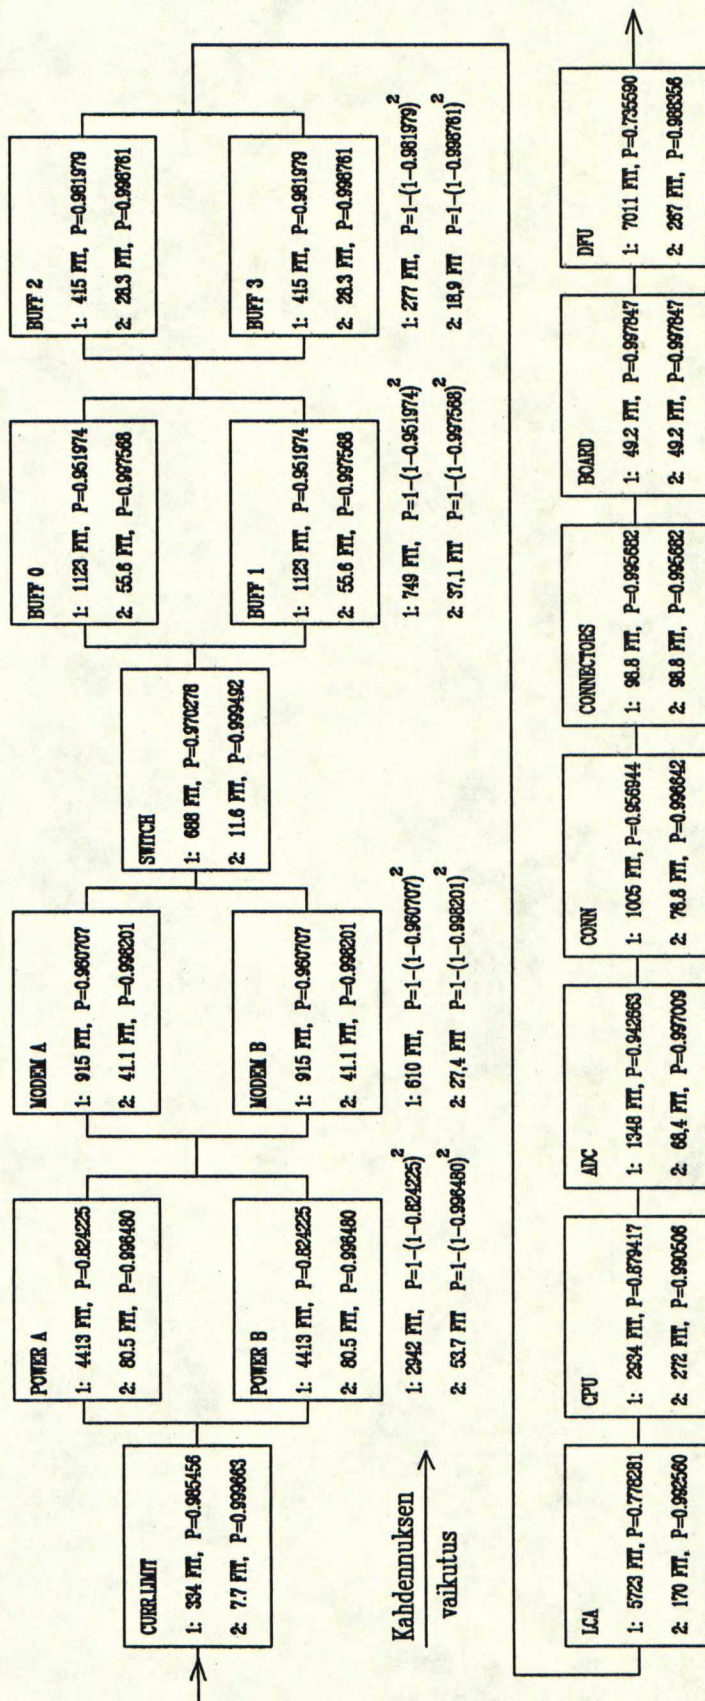 CURR.LIMIT
1: 334 FIT, P=0.985456
2: 7.7 FIT, P=0.999663
POWER A
1: 4413 FIT, P=0.824225
2: 80.5 FIT, P=0.996480
POWER B
1: 4413 FIT, P=0.824225
2: 80.5 FIT, P=0.996480
1: 2942 FIT, P=1-(1-0.824225)²
2: 53.7 FIT P=1-(1-0.996480)²
MODEM A
1: 915 FIT, P=0.960707
2: 41.1 FIT, P=0.998201
MODEM B
1: 915 FIT, P=0.960707
2: 41.1 FIT, P=0.998201
1: 610 FIT, P=1-(1-0.960707)²
2: 27,4 FIT P=1-(1-0.998201)²
SWITCH
1: 688 FIT, P=0.970278
2: 11.6 FIT, P=0.999492
BUFF 0
1: 1123 FIT, P=0.951974
2: 55.6 FIT, P=0.997568
BUFF 1
1: 1123 FIT, P=0.951974
2: 55.6 FIT, P=0.997568
1: 749 FIT, P=1-(1-0.951974)²
2: 37,1 FIT P=1-(1-0.997568)²
BUFF 2
1: 415 FIT, P=0.981979
2: 28.3 FIT, P=0.998761
BUFF 3
1: 415 FIT, P=0.981979
2: 28.3 FIT, P=0.998761
1: 277 FIT, P=1-(1-0.981979)²
2: 18,9 FIT P=1-(1-0.998761)²
Kahdennuksen
vaikutus
LCA
1: 5723 FIT, P=0.778281
2: 170 FIT, P=0.992560
CPU
1: 2934 FIT, P=0.879417
2: 272 FIT, P=0.990506
ADC
1: 1348 FIT, P=0.942663
2: 68,4 FIT, P=0.997009
CONN
1: 1005 FIT, P=0.956944
2: 76.8 FIT, P=0.996642
CONNECTORS
1: 98.8 FIT, P=0.995682
2: 98.8 FIT, P=0.995682
BOARD
1: 49.2 FIT, P=0.997847
2: 49.2 FIT, P=0.997847
DPU
1: 7011 FIT, P=0.735590
2: 267 FIT, P=0.988356